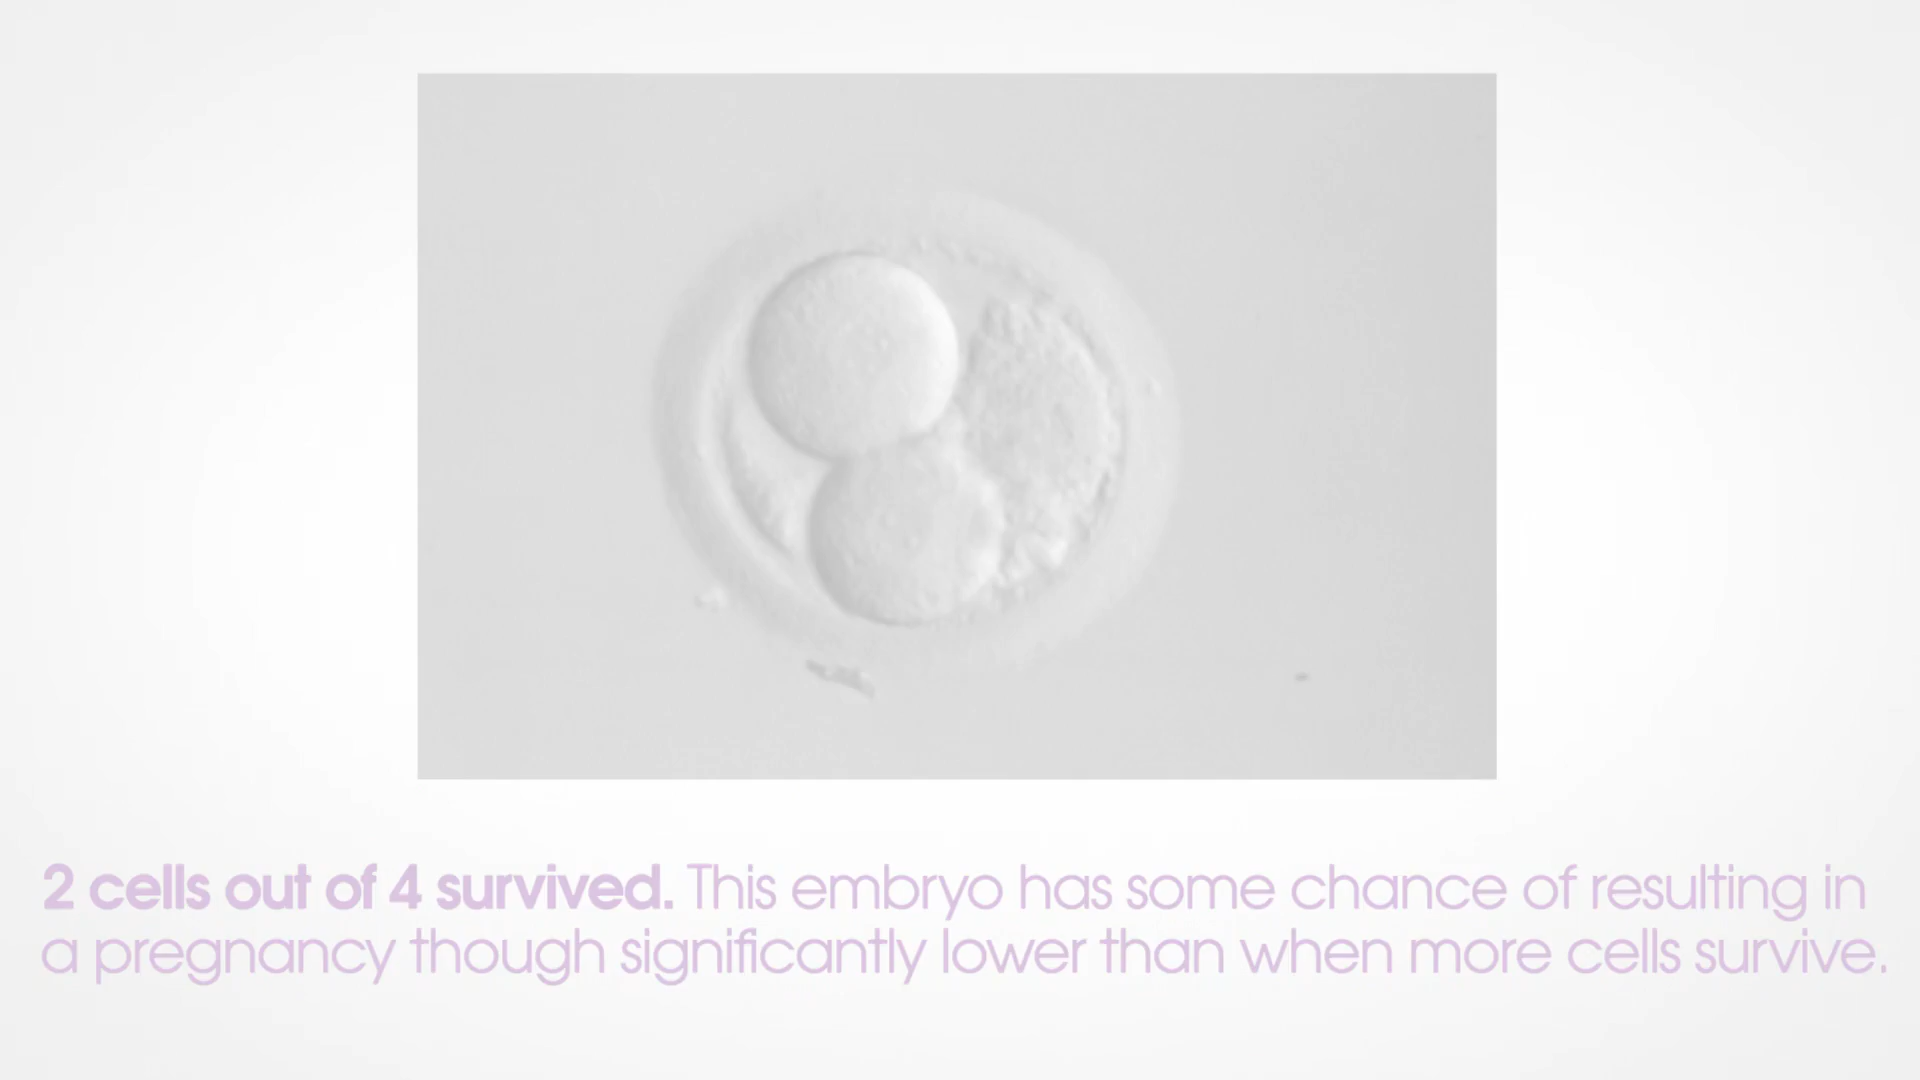 2 cells out of 4 survived. This embryo has some chance of resulting in
a pregnancy though significantly lower than when more cells survive.